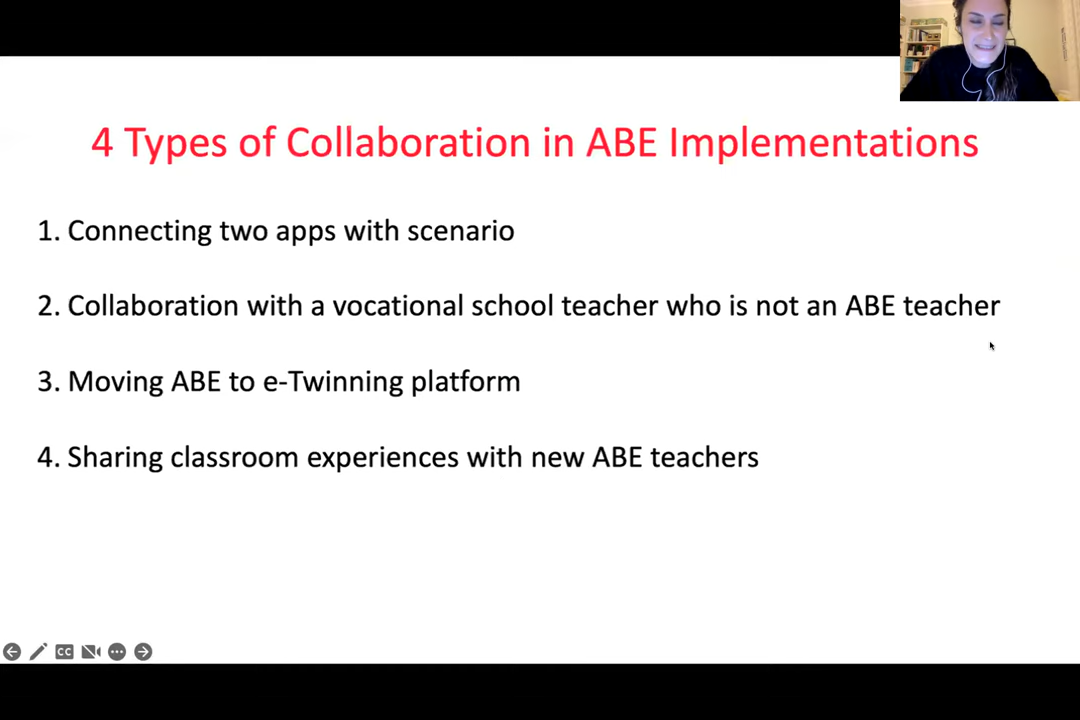 4 Types of Collaboration in ABE Implementations
1. Connecting two apps with scenario
2. Collaboration with a vocational school teacher who is not an ABE teacher
3. Moving ABE to e-Twinning platform
4. Sharing classroom experiences with new ABE teachers
CC